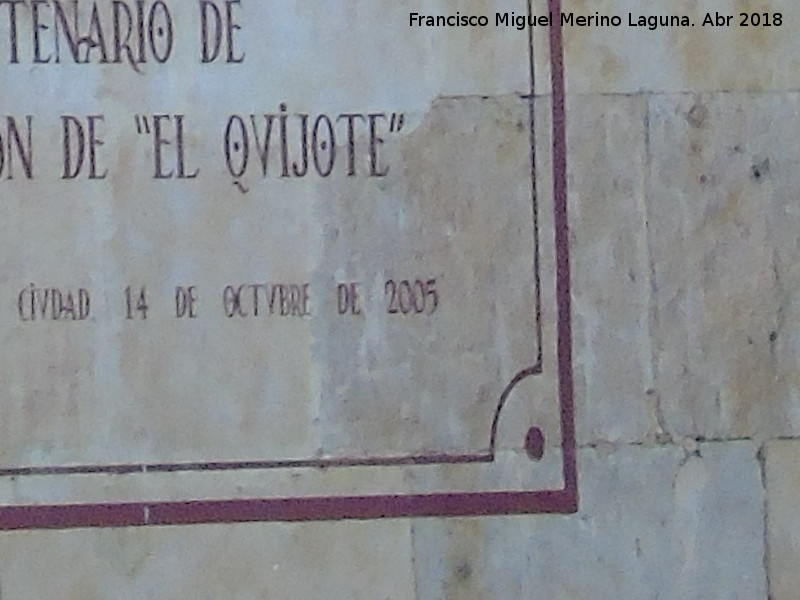 Francisco Miguel Merino Laguna. Abr 2018
TENARIO DE
ON DE "EL QVIJOTE"
CIVDAD 14 DE OCTVBRE DE 2005